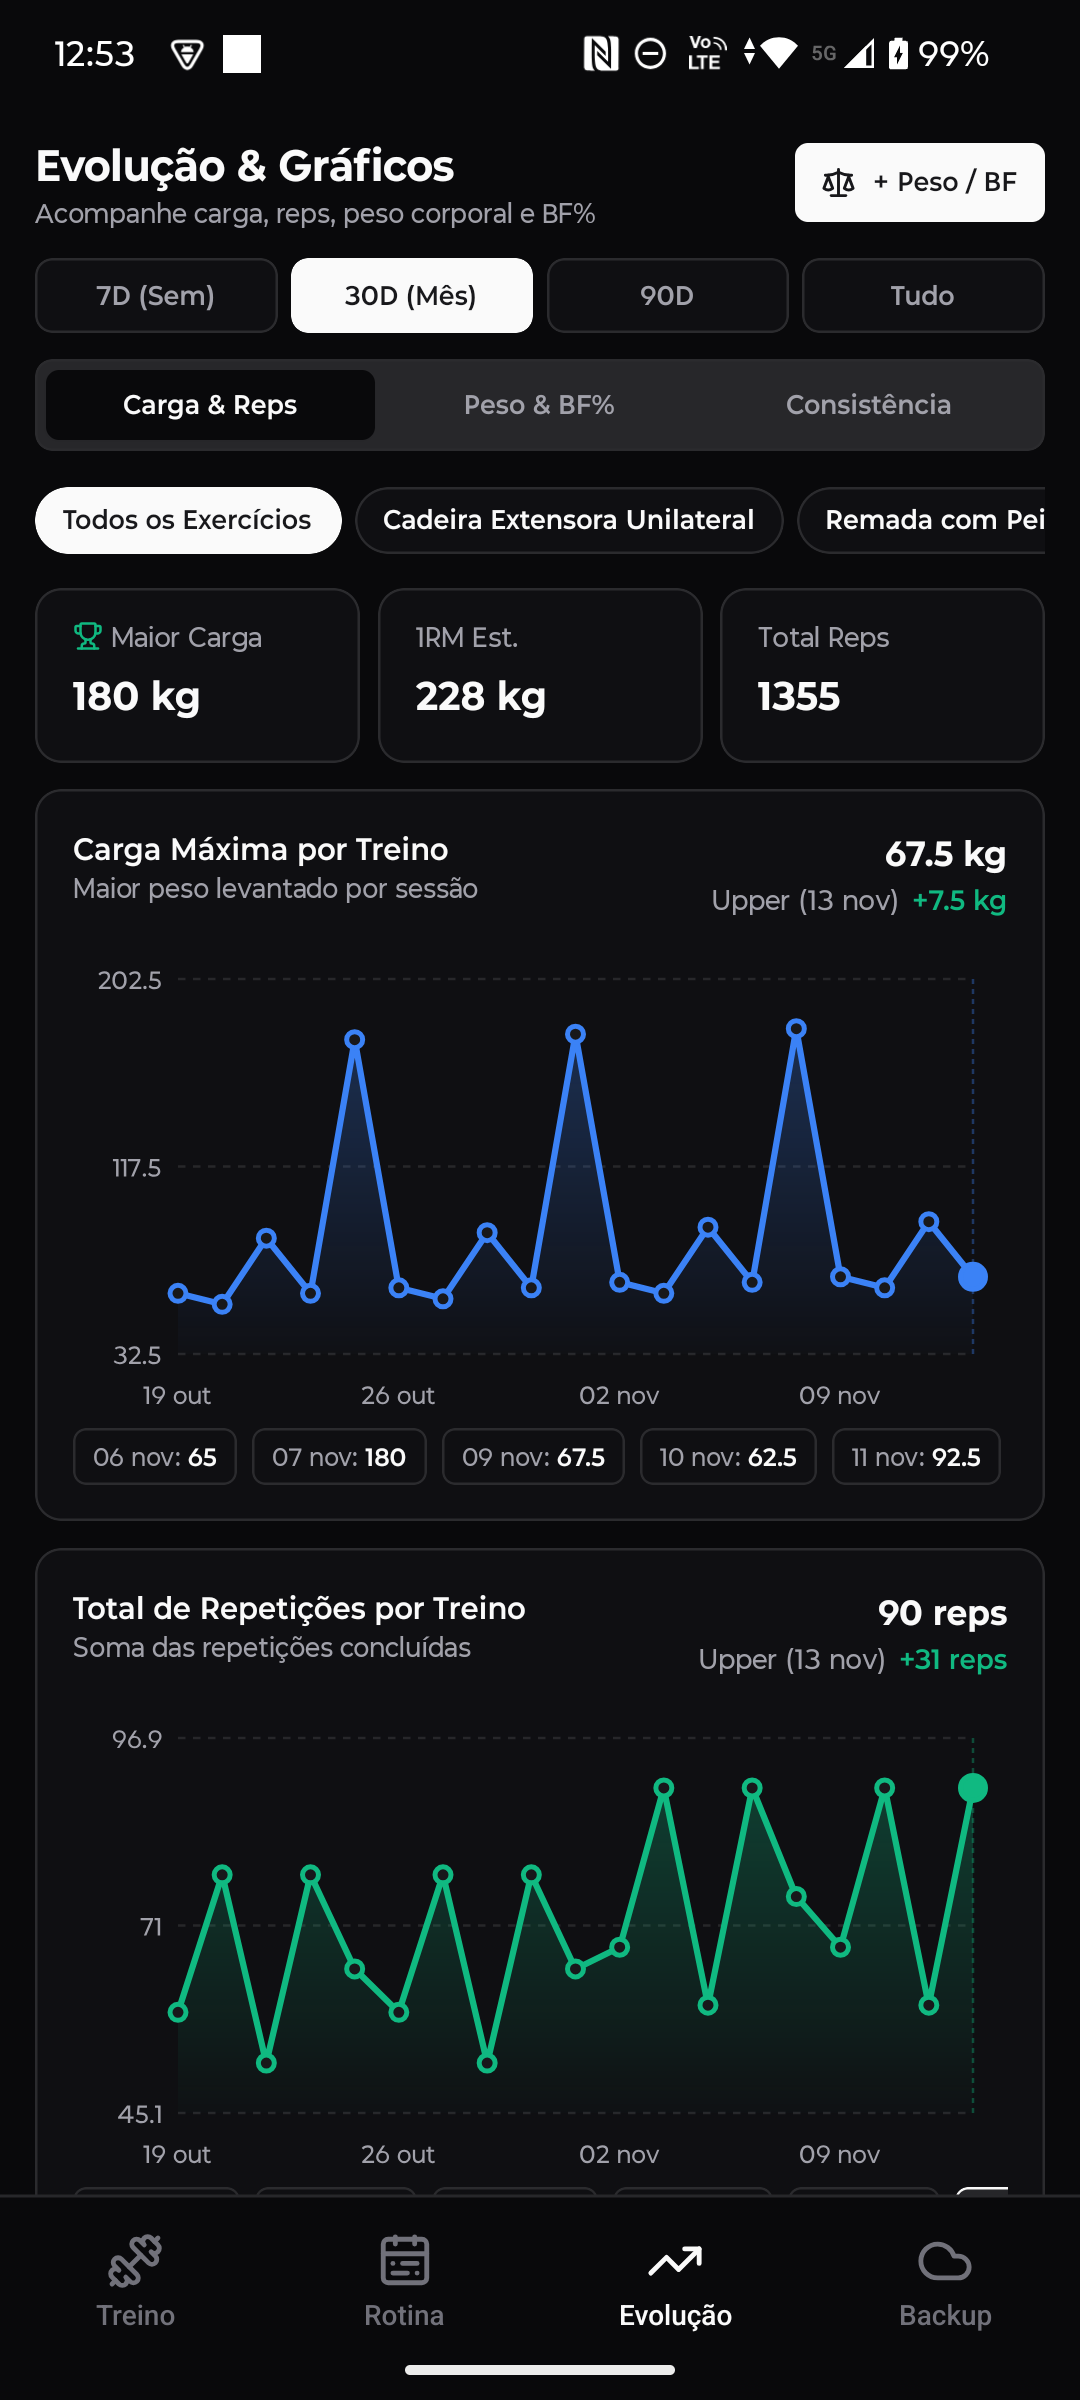 12:53
Vo LTE 5G 99%
Evolução & Gráficos
Acompanhe carga, reps, peso corporal e BF%
+ Peso / BF
7D (Sem) 30D (Mês) 90D Tudo
Carga & Reps Peso & BF% Consistência
Todos os Exercícios Cadeira Extensora Unilateral Remada com Pei
Maior Carga 1RM Est. Total Reps
180 kg 228 kg 1355
Carga Máxima por Treino 67.5 kg
Maior peso levantado por sessão Upper (13 nov) +7.5 kg
202.5
117.5
32.5
19 out 26 out 02 nov 09 nov
06 nov: 65 07 nov: 180 09 nov: 67.5 10 nov: 62.5 11 nov: 92.5
Total de Repetições por Treino 90 reps
Soma das repetições concluídas Upper (13 nov) +31 reps
96.9
71
45.1
19 out 26 out 02 nov 09 nov
Treino Rotina Evolução Backup